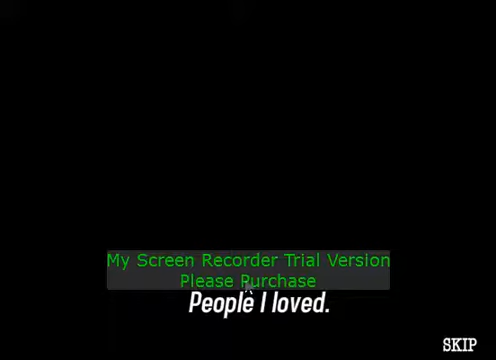 My Screen Recorder Trial Version
Please Purchase
People I loved.
SKIP